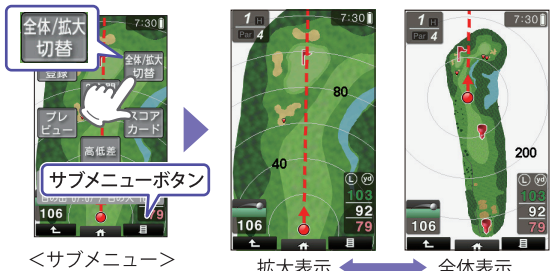 全体/拡大
切替
7:30
登録
全体/拡大
切替
プレ
ビュー
スコア
カード
高低差
サブメニューボタン
106
79
<サブメニュー>
1 H
Par 4
7:30
80
40
L yd
103
92
79
106
拡大表示
1 H
Par 4
7:30
200
L yd
103
92
79
106
全体表示